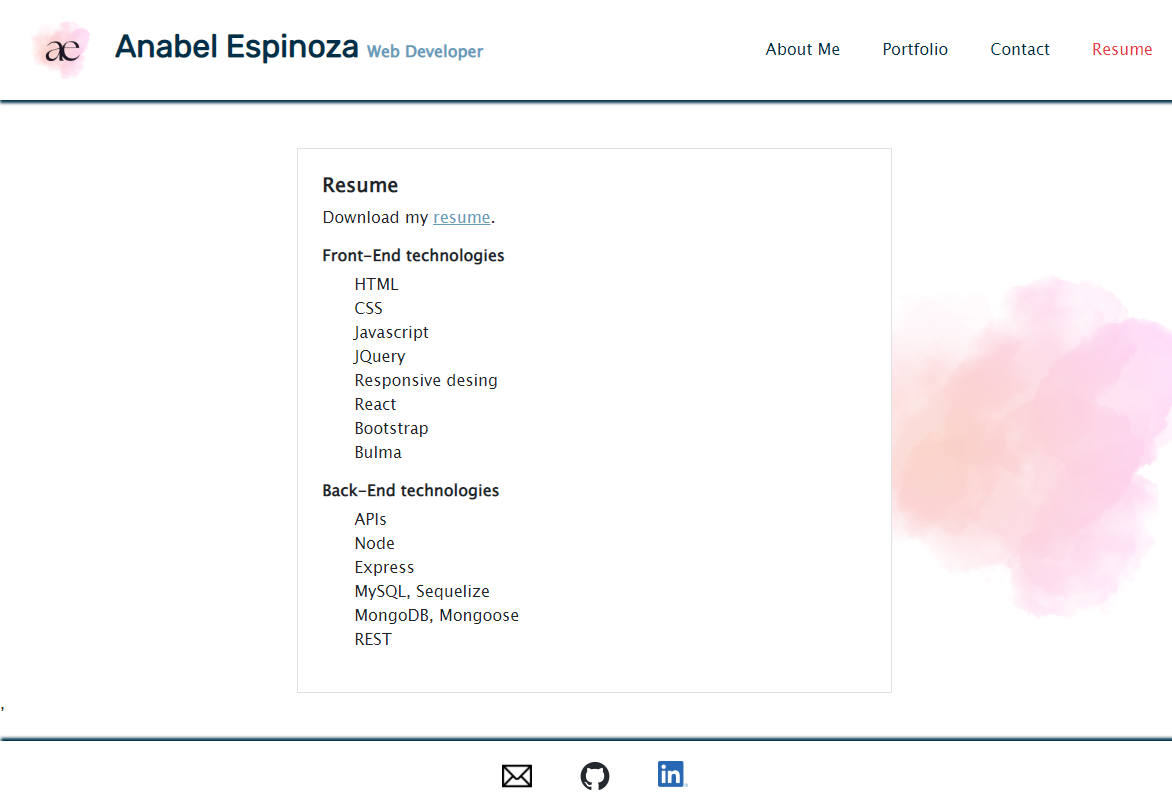 æ Anabel Espinoza Web Developer About Me Portfolio Contact Resume
Resume
Download my resume.
Front-End technologies
HTML
CSS
Javascript
JQuery
Responsive desing
React
Bootstrap
Bulma
Back-End technologies
APIs
Node
Express
MySQL, Sequelize
MongoDB, Mongoose
REST
,
in